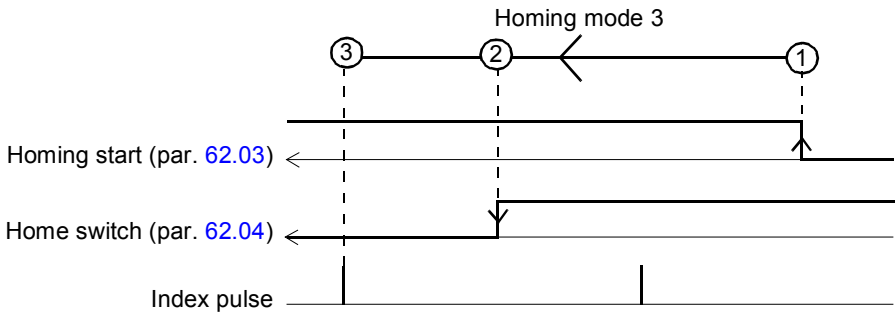 Homing mode 3
3 2 1
Homing start (par. 62.03)
Home switch (par. 62.04)
Index pulse